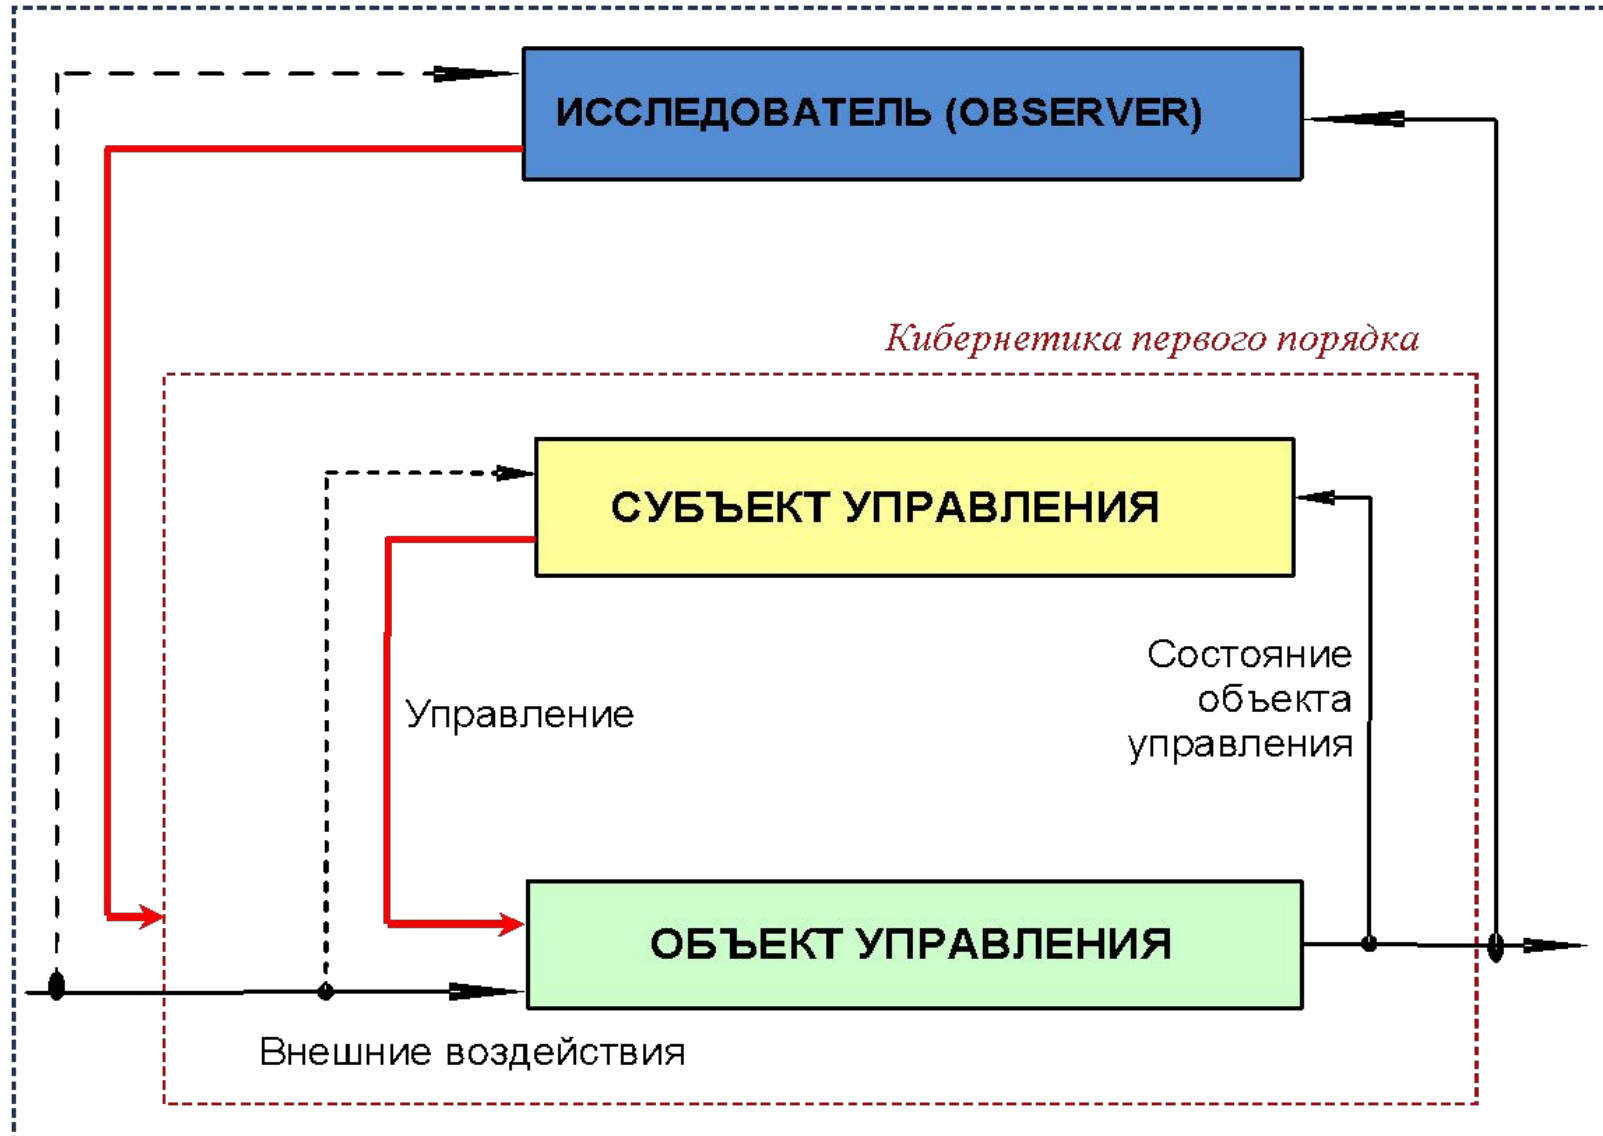 ИССЛЕДОВАТЕЛЬ (OBSERVER)
Кибернетика первого порядка
СУБЪЕКТ УПРАВЛЕНИЯ
Управление
Состояние
объекта
управления
ОБЪЕКТ УПРАВЛЕНИЯ
Внешние воздействия